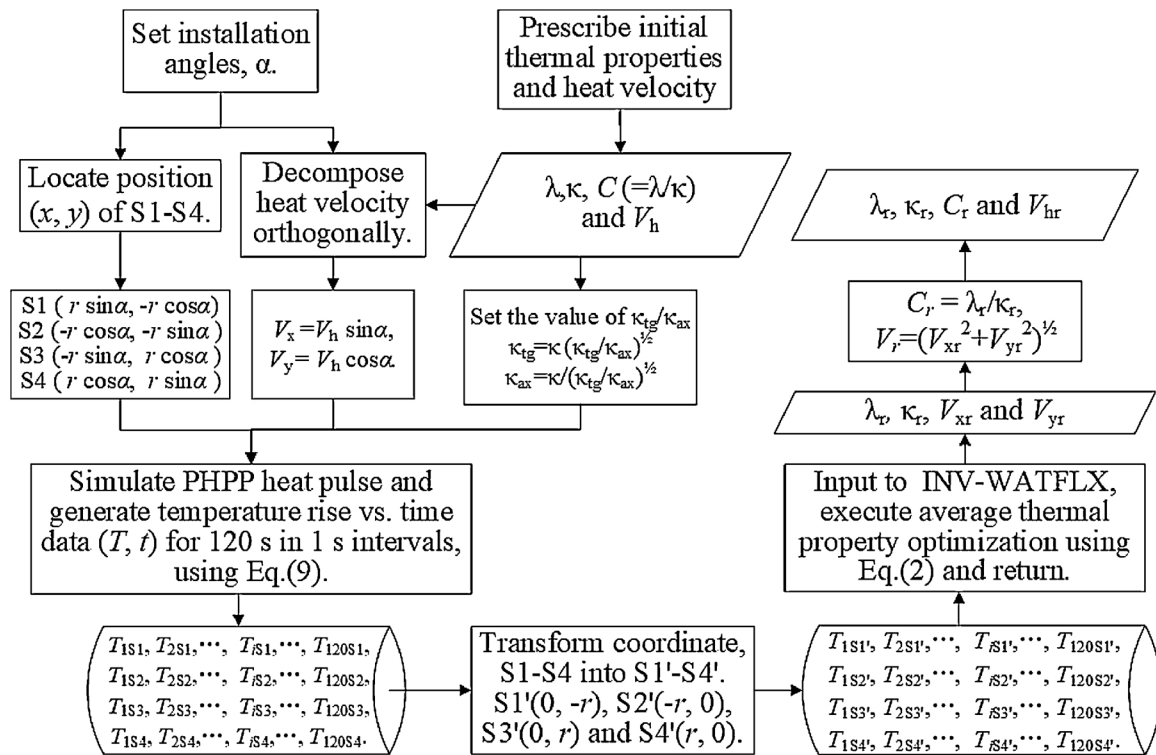 Set installation
angles, α.
Prescribe initial
thermal properties
and heat velocity
Locate position
(x, y) of S1-S4.
Decompose
heat velocity
orthogonally.
λ,κ, C (=λ/κ)
and Vh
S1 ( r sinα, -r cosα)
S2 (-r cosα, -r sinα)
S3 (-r sinα, r cosα)
S4 ( r cosα, r sinα)
Vx =Vh sinα,
Vy= Vh cosα.
Set the value of κtg/κax
κtg=κ (κtg/κax)½
κax=κ/(κtg/κax)½
Simulate PHPP heat pulse and
generate temperature rise vs. time
data (T, t) for 120 s in 1 s intervals,
using Eq.(9).
T1S1, T2S1,···, TiS1,···, T120S1,
T1S2, T2S2,···, TiS2,···, T120S2,
T1S3, T2S3,···, TiS3,···, T120S3,
T1S4, T2S4,···, TiS4,···, T120S4.
Transform coordinate,
S1-S4 into S1'-S4'.
S1'(0, -r), S2'(-r, 0),
S3'(0, r) and S4'(r, 0).
T1S1', T2S1',···, TiS1',···, T120S1',
T1S2', T2S2',···, TiS2',···, T120S2',
T1S3', T2S3',···, TiS3',···, T120S3',
T1S4', T2S4',···, TiS4',···, T120S4'.
Input to INV-WATFLX,
execute average thermal
property optimization using
Eq.(2) and return.
λr, κr, Vxr and Vyr
Cr = λr/κr,
Vr=(Vxr²+Vyr²)½
λr, κr, Cr and Vhr